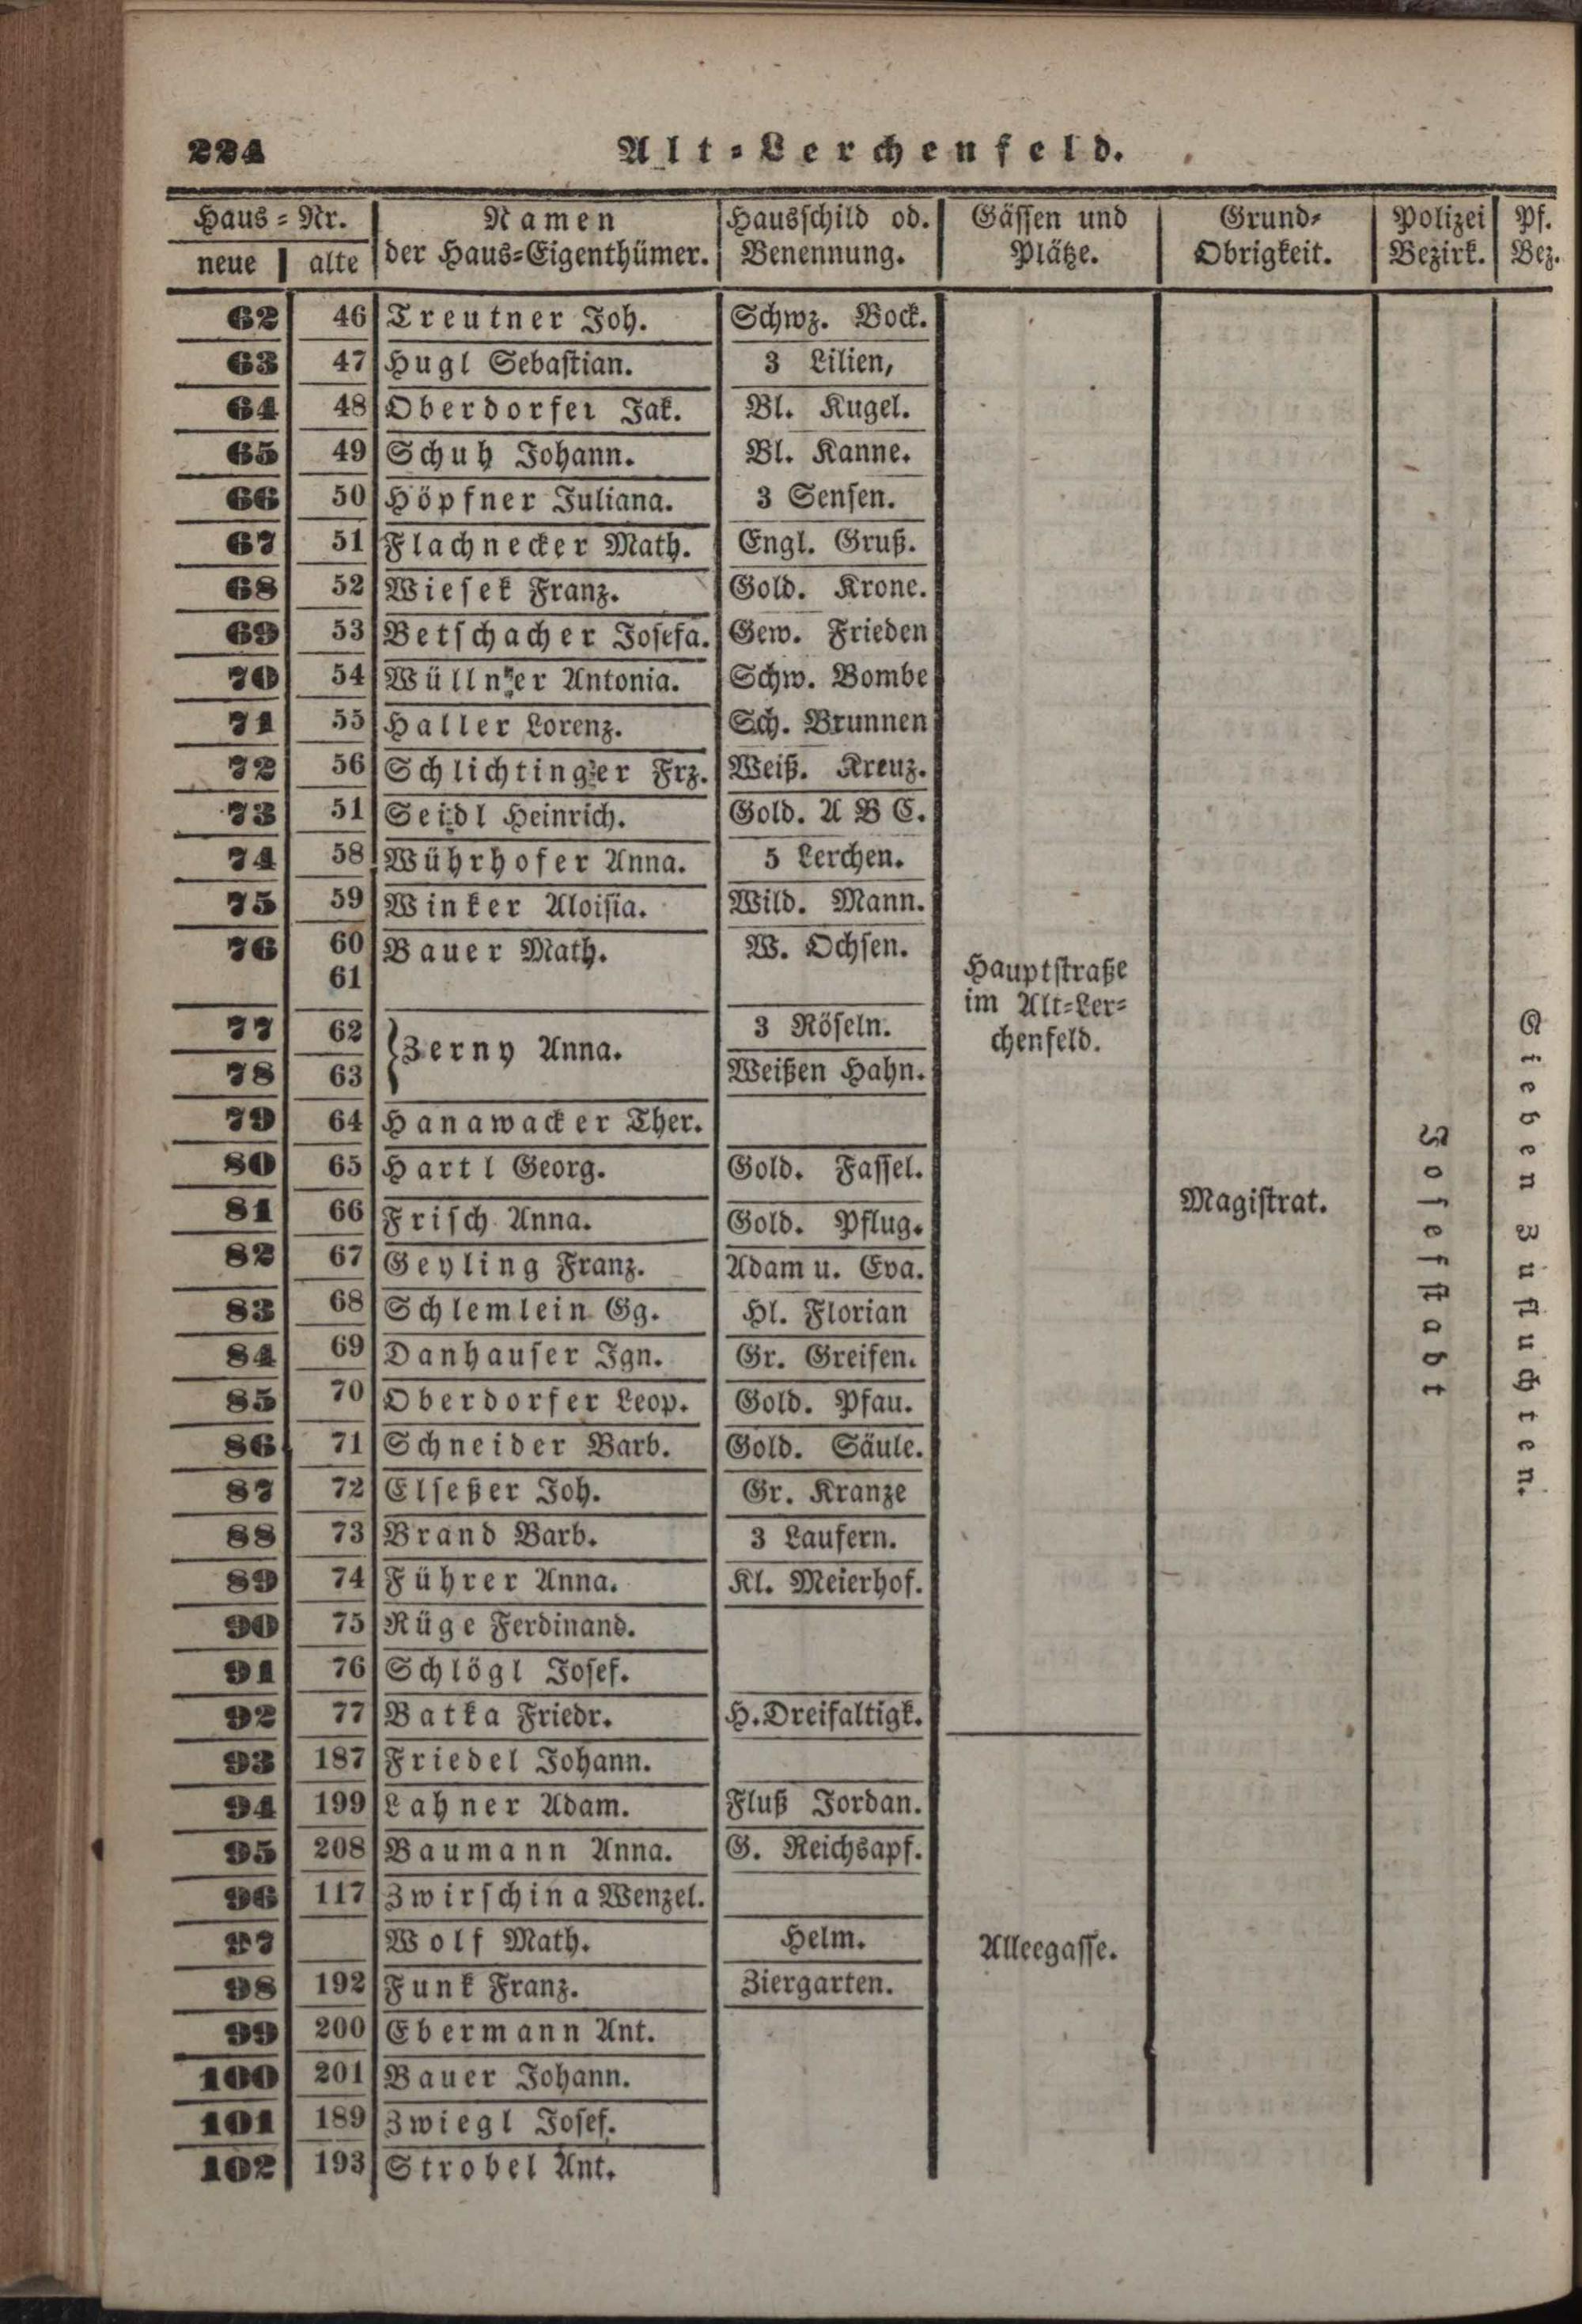 224 Alt-Lerchenfeld.
Haus-Nr. Namen Hausschild od. Gässen und Grund- Polizei Pf.
neue alte der Haus-Eigenthümer. Benennung. Plätze. Obrigkeit. Bezirk. Bez.
62 46 Treutner Joh. Schwz. Bock.
63 47 Hugl Sebastian. 3 Lilien,
64 48 Oberdorfer Jak. Bl. Kugel.
65 49 Schuh Johann. Bl. Kanne.
66 50 Höpfner Juliana. 3 Sensen.
67 51 Flachnecker Math. Engl. Gruß.
68 52 Wiesek Franz. Gold. Krone.
69 53 Betschacher Josefa. Gew. Frieden
70 54 Wüllner Antonia. Schw. Bombe
71 55 Haller Lorenz. Sch. Brunnen
72 56 Schlichtinger Frz. Weiß. Kreuz.
73 51 Seidl Heinrich. Gold. A B C.
74 58 Wührhofer Anna. 5 Lerchen.
75 59 Winker Aloisia. Wild. Mann.
76 60 Bauer Math. W. Ochsen.
61
Hauptstraße
im Alt-Ler-
chenfeld.
77 62 Zerny Anna. 3 Röseln.
78 63 Weißen Hahn.
79 64 Hanawacker Ther.
80 65 Hartl Georg. Gold. Fassel.
81 66 Frisch Anna. Gold. Pflug. Magistrat.
82 67 Geyling Franz. Adam u. Eva.
83 68 Schlemlein Gg. Hl. Florian
84 69 Danhauser Ign. Gr. Greifen.
85 70 Oberdorfer Leop. Gold. Pfau.
86 71 Schneider Barb. Gold. Säule.
87 72 Elseßer Joh. Gr. Kranze
88 73 Brand Barb. 3 Laufern.
89 74 Führer Anna. Kl. Meierhof.
90 75 Rüge Ferdinand.
91 76 Schlögl Josef.
92 77 Batka Friedr. H. Dreifaltigk.
93 187 Friedel Johann.
94 199 Lahner Adam. Fluß Jordan.
95 208 Baumann Anna. G. Reichsapf.
96 117 Zwirschina Wenzel.
97 Wolf Math. Helm. Alleegasse.
98 192 Funk Franz. Ziergarten.
99 200 Ebermann Ant.
100 201 Bauer Johann.
101 189 Zwiegl Josef.
102 193 Strobel Ant.
Josefstadt
Sieben Zufluchten.